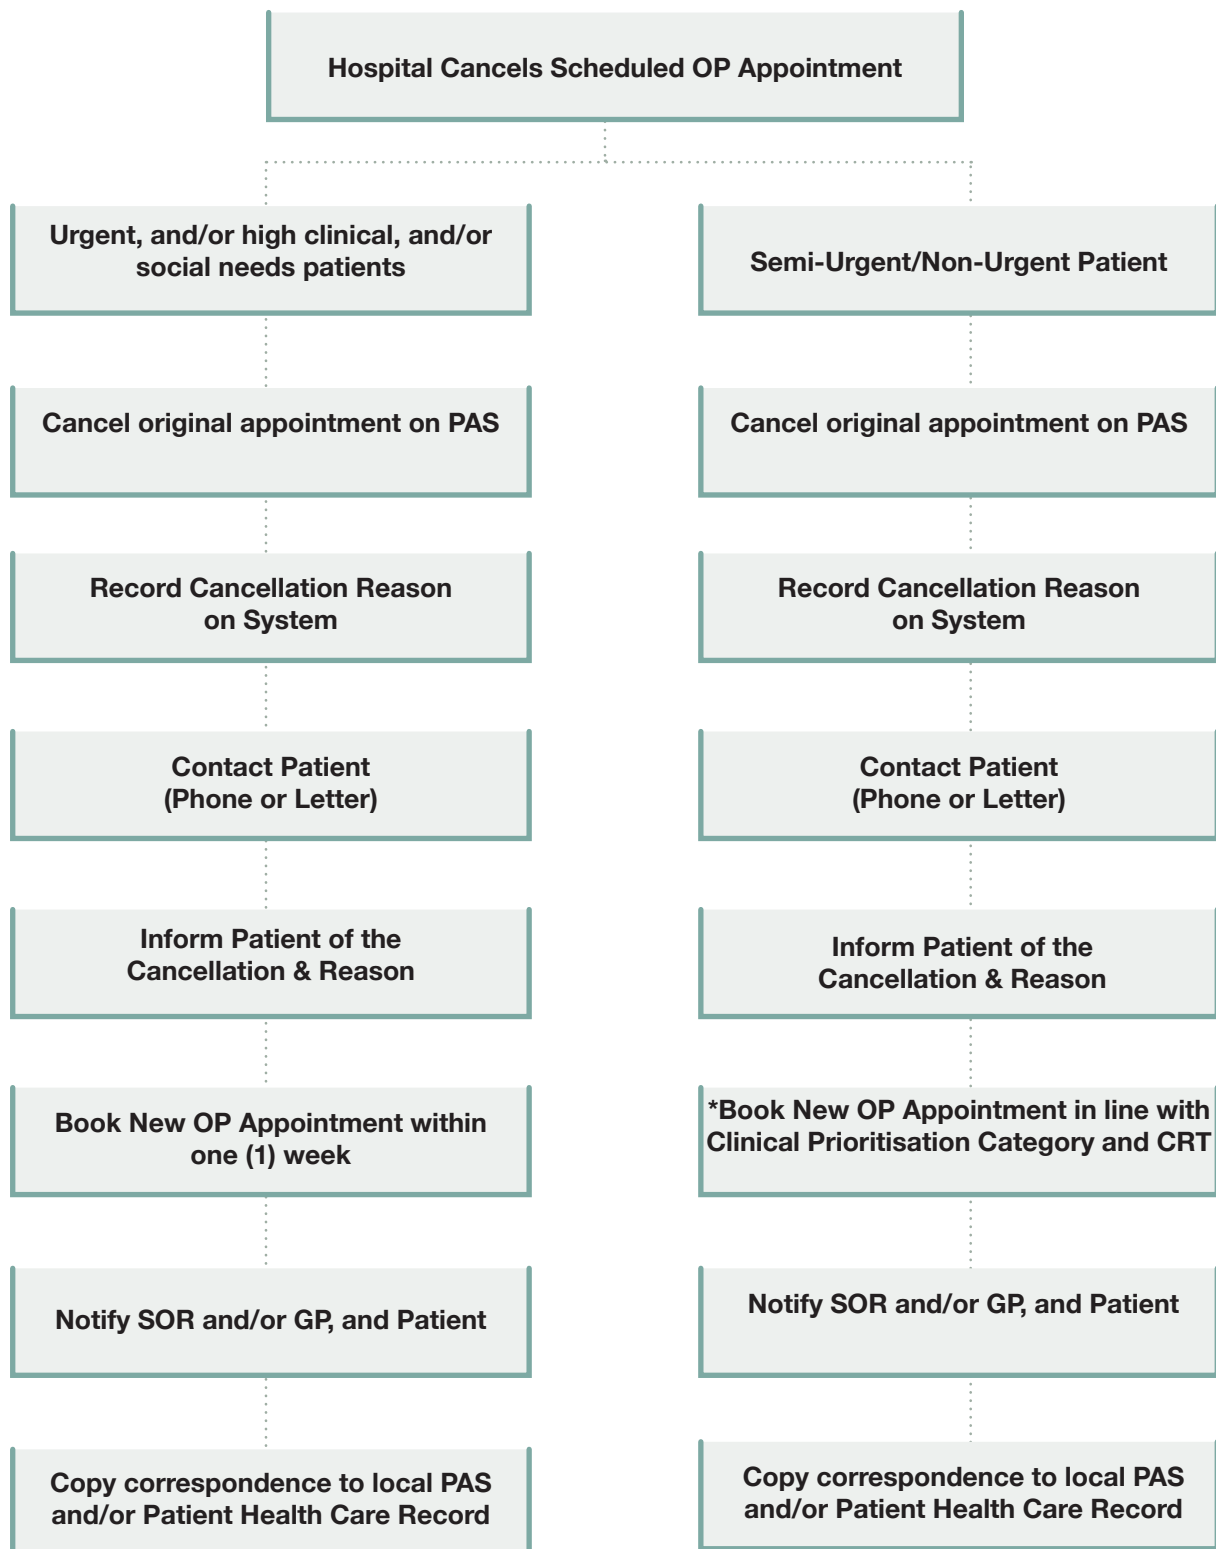 Hospital Cancels Scheduled OP Appointment
Urgent, and/or high clinical, and/or
social needs patients
Semi-Urgent/Non-Urgent Patient
Cancel original appointment on PAS
Cancel original appointment on PAS
Record Cancellation Reason
on System
Record Cancellation Reason
on System
Contact Patient
(Phone or Letter)
Contact Patient
(Phone or Letter)
Inform Patient of the
Cancellation & Reason
Inform Patient of the
Cancellation & Reason
Book New OP Appointment within
one (1) week
*Book New OP Appointment in line with
Clinical Prioritisation Category and CRT
Notify SOR and/or GP, and Patient
Notify SOR and/or GP, and Patient
Copy correspondence to local PAS
and/or Patient Health Care Record
Copy correspondence to local PAS
and/or Patient Health Care Record